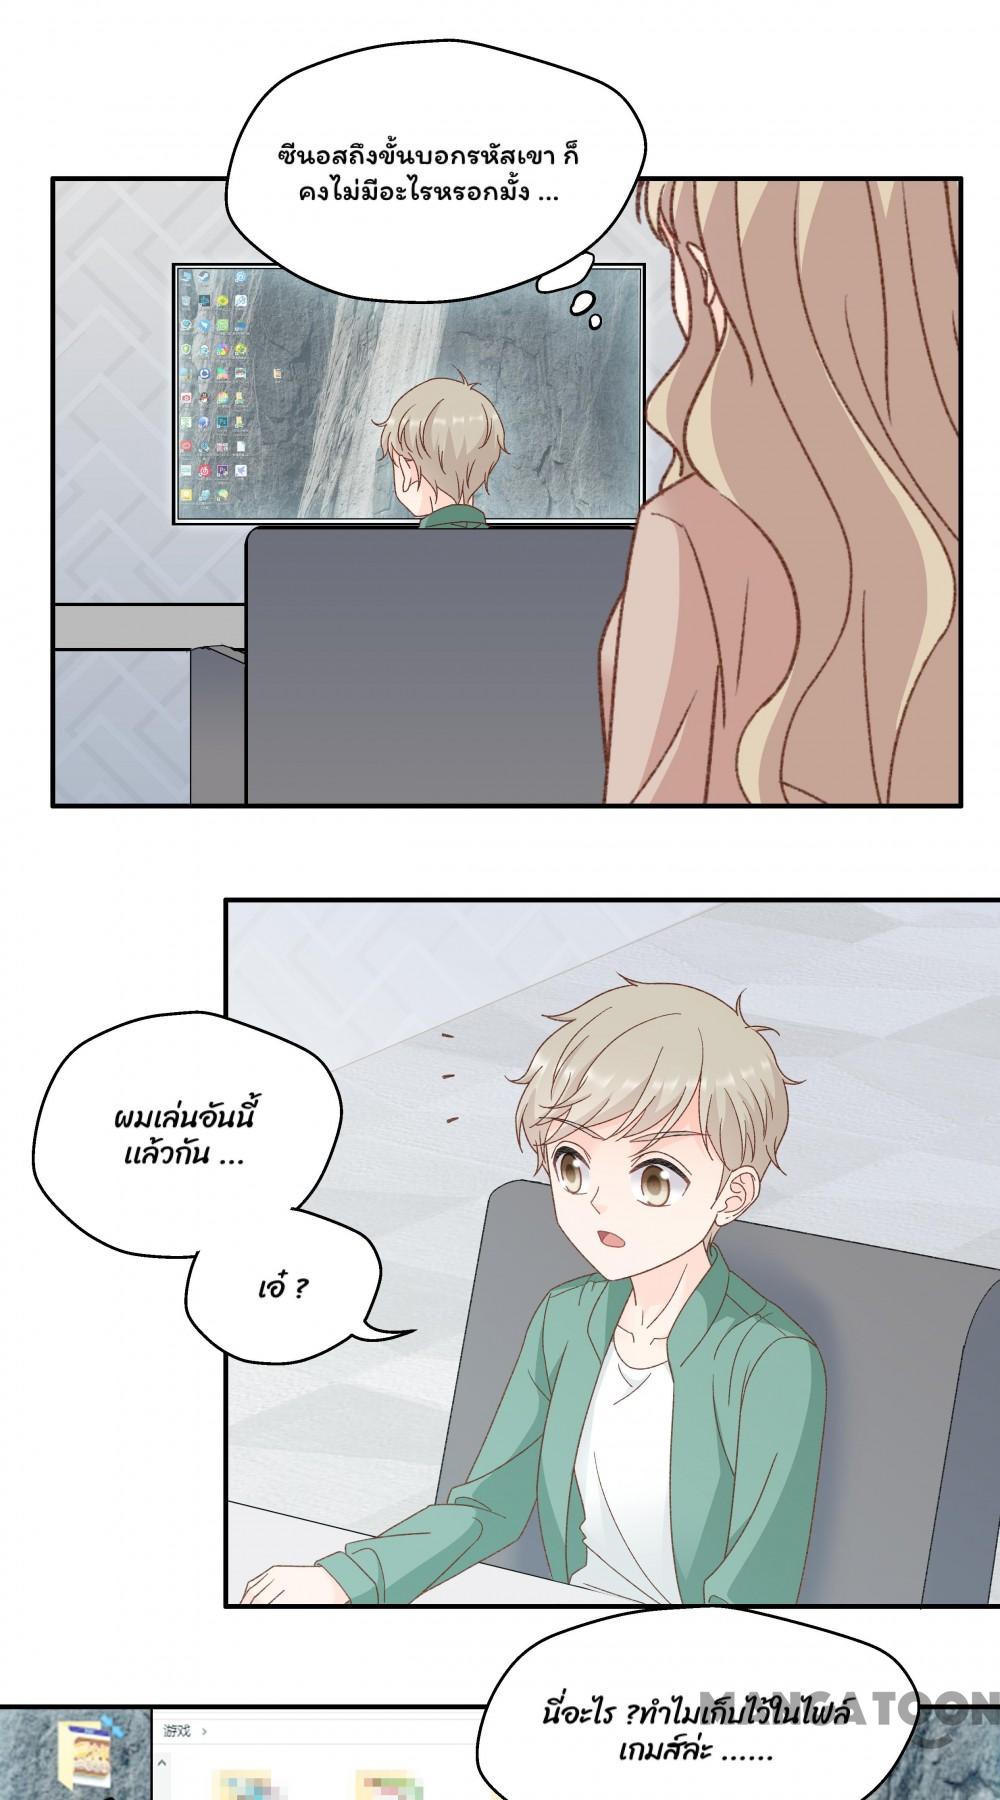 ซีนอสถึงขั้นบอกรหัสเขา ก็
คงไม่มีอะไรหรอกมั้ง ...
ผมเล่นอันนี้
แล้วกัน ...
เอ๋ ?
นี่อะไร ?ทำไมเก็บไว้ในไฟล์
เกมส์ล่ะ ......
MANGATOON
游戏 >